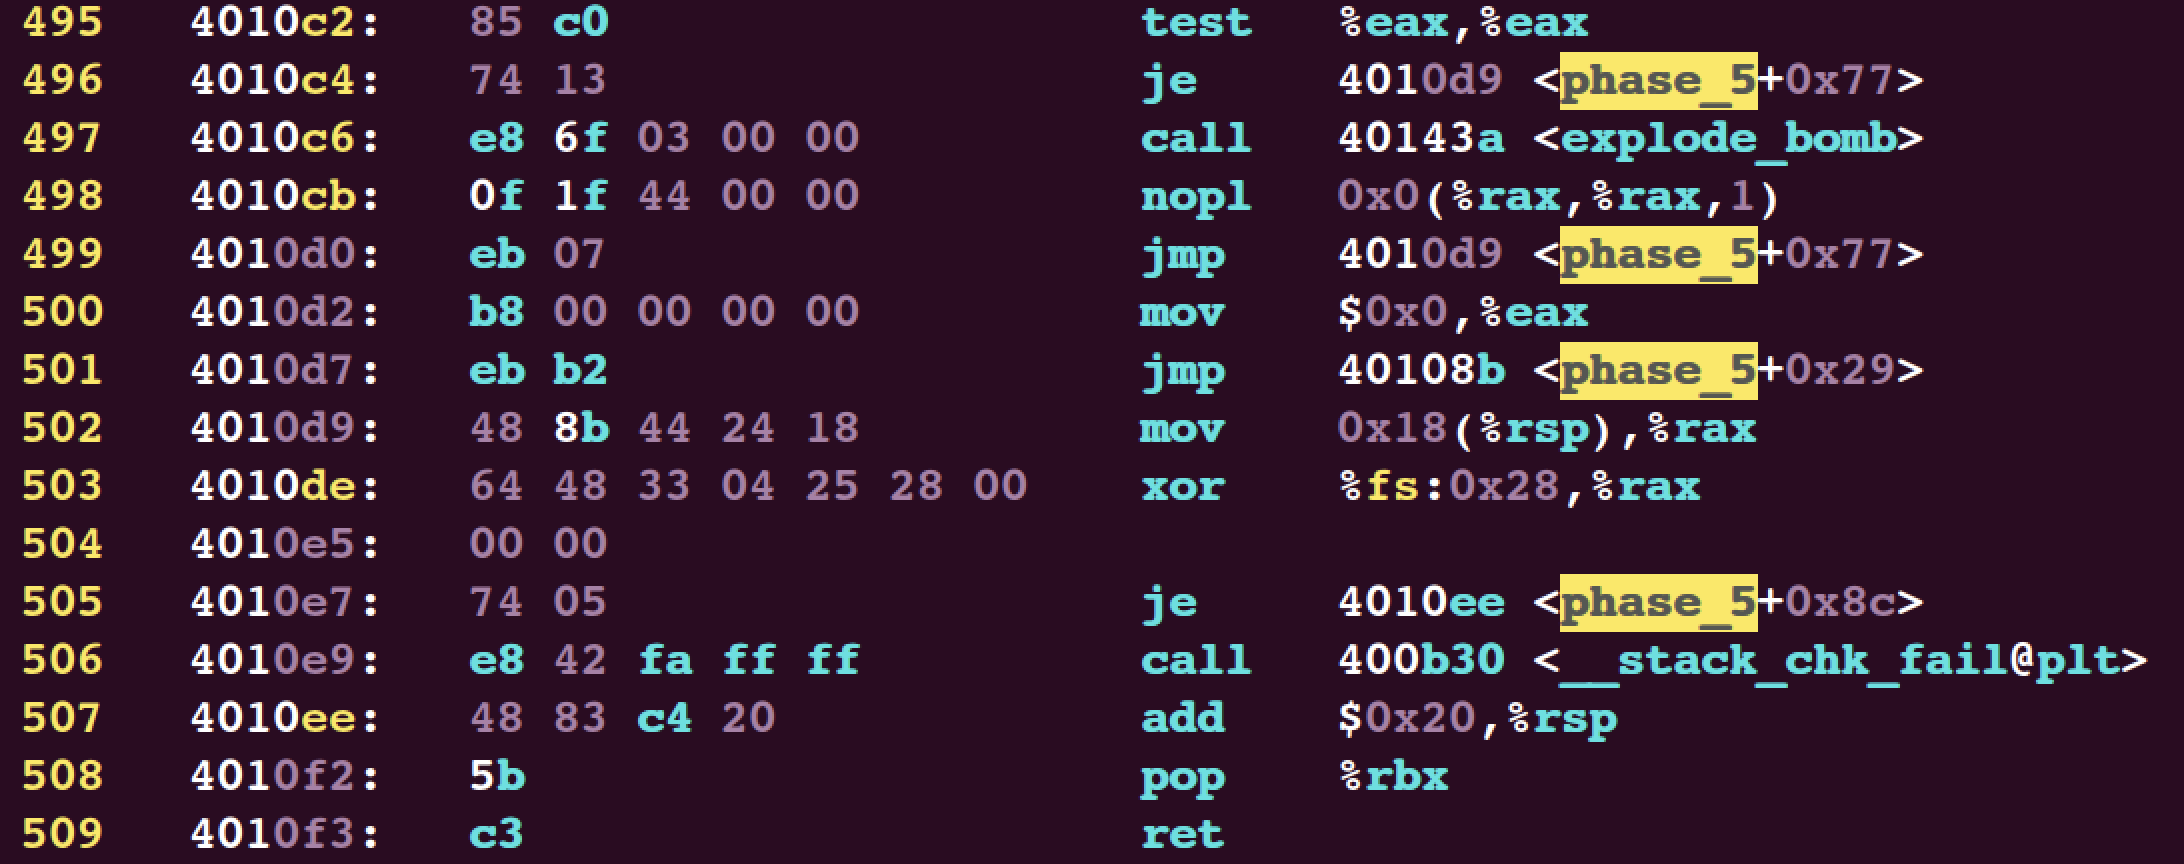 495 4010c2: 85 c0 test %eax,%eax
496 4010c4: 74 13 je 4010d9 <phase_5+0x77>
497 4010c6: e8 6f 03 00 00 call 40143a <explode_bomb>
498 4010cb: 0f 1f 44 00 00 nopl 0x0(%rax,%rax,1)
499 4010d0: eb 07 jmp 4010d9 <phase_5+0x77>
500 4010d2: b8 00 00 00 00 mov $0x0,%eax
501 4010d7: eb b2 jmp 40108b <phase_5+0x29>
502 4010d9: 48 8b 44 24 18 mov 0x18(%rsp),%rax
503 4010de: 64 48 33 04 25 28 00 xor %fs:0x28,%rax
504 4010e5: 00 00
505 4010e7: 74 05 je 4010ee <phase_5+0x8c>
506 4010e9: e8 42 fa ff ff call 400b30 <__stack_chk_fail@plt>
507 4010ee: 48 83 c4 20 add $0x20,%rsp
508 4010f2: 5b pop %rbx
509 4010f3: c3 ret